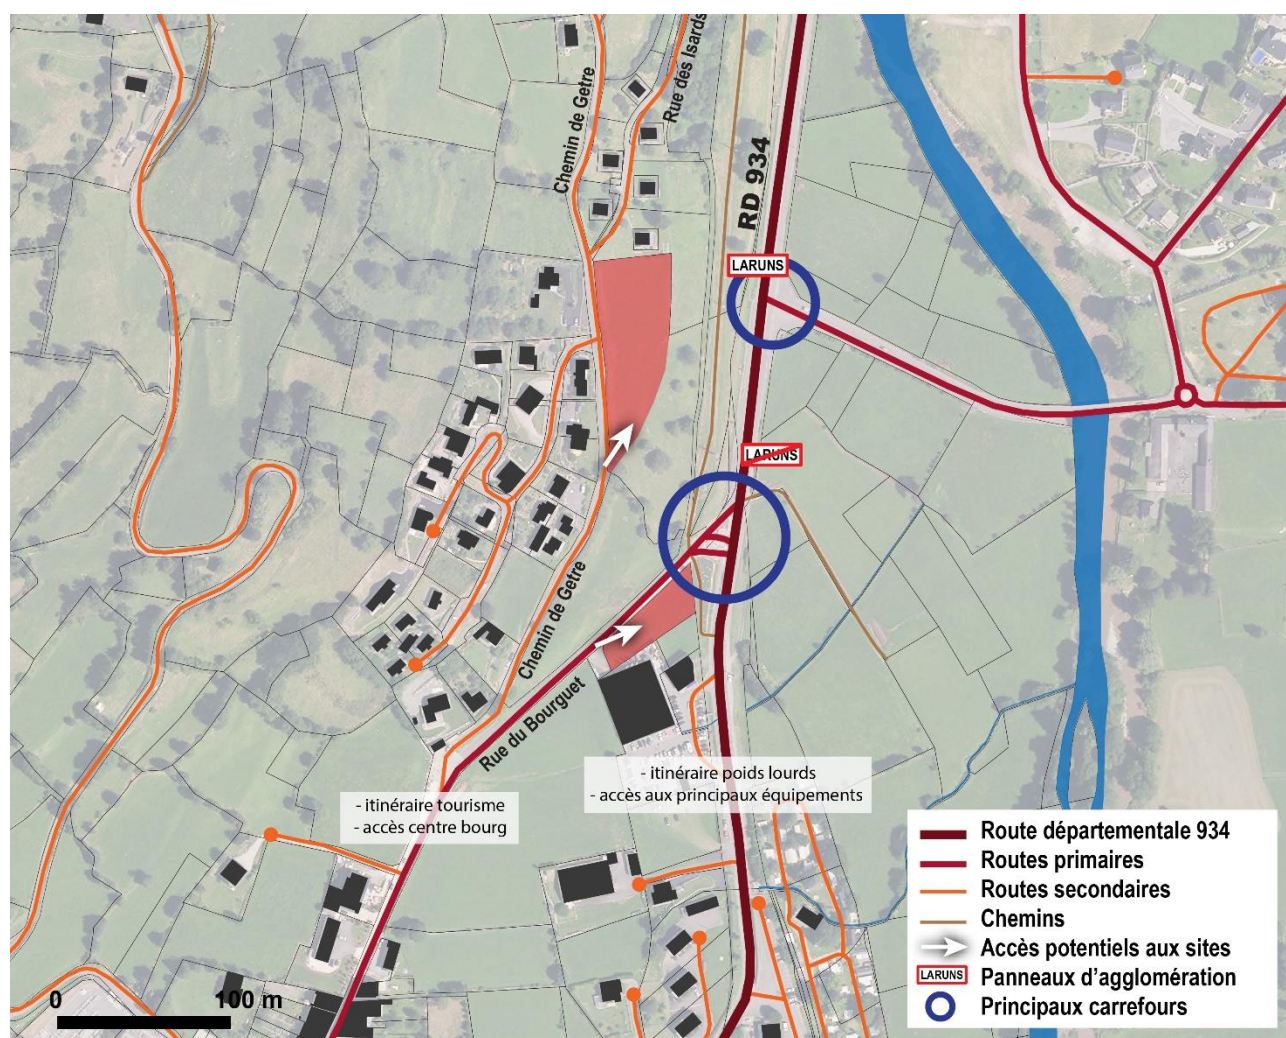 Chemin de Getre
Rue des Isards
RD 934
LARUNS
LARUNS
Chemin de Getre
Rue du Bourguet
- itinéraire poids lourds
- accès aux principaux équipements
- itinéraire tourisme
- accès centre bourg
Route départementale 934
Routes primaires
Routes secondaires
Chemins
Accès potentiels aux sites
LARUNS Panneaux d'agglomération
Principaux carrefours
0 100 m